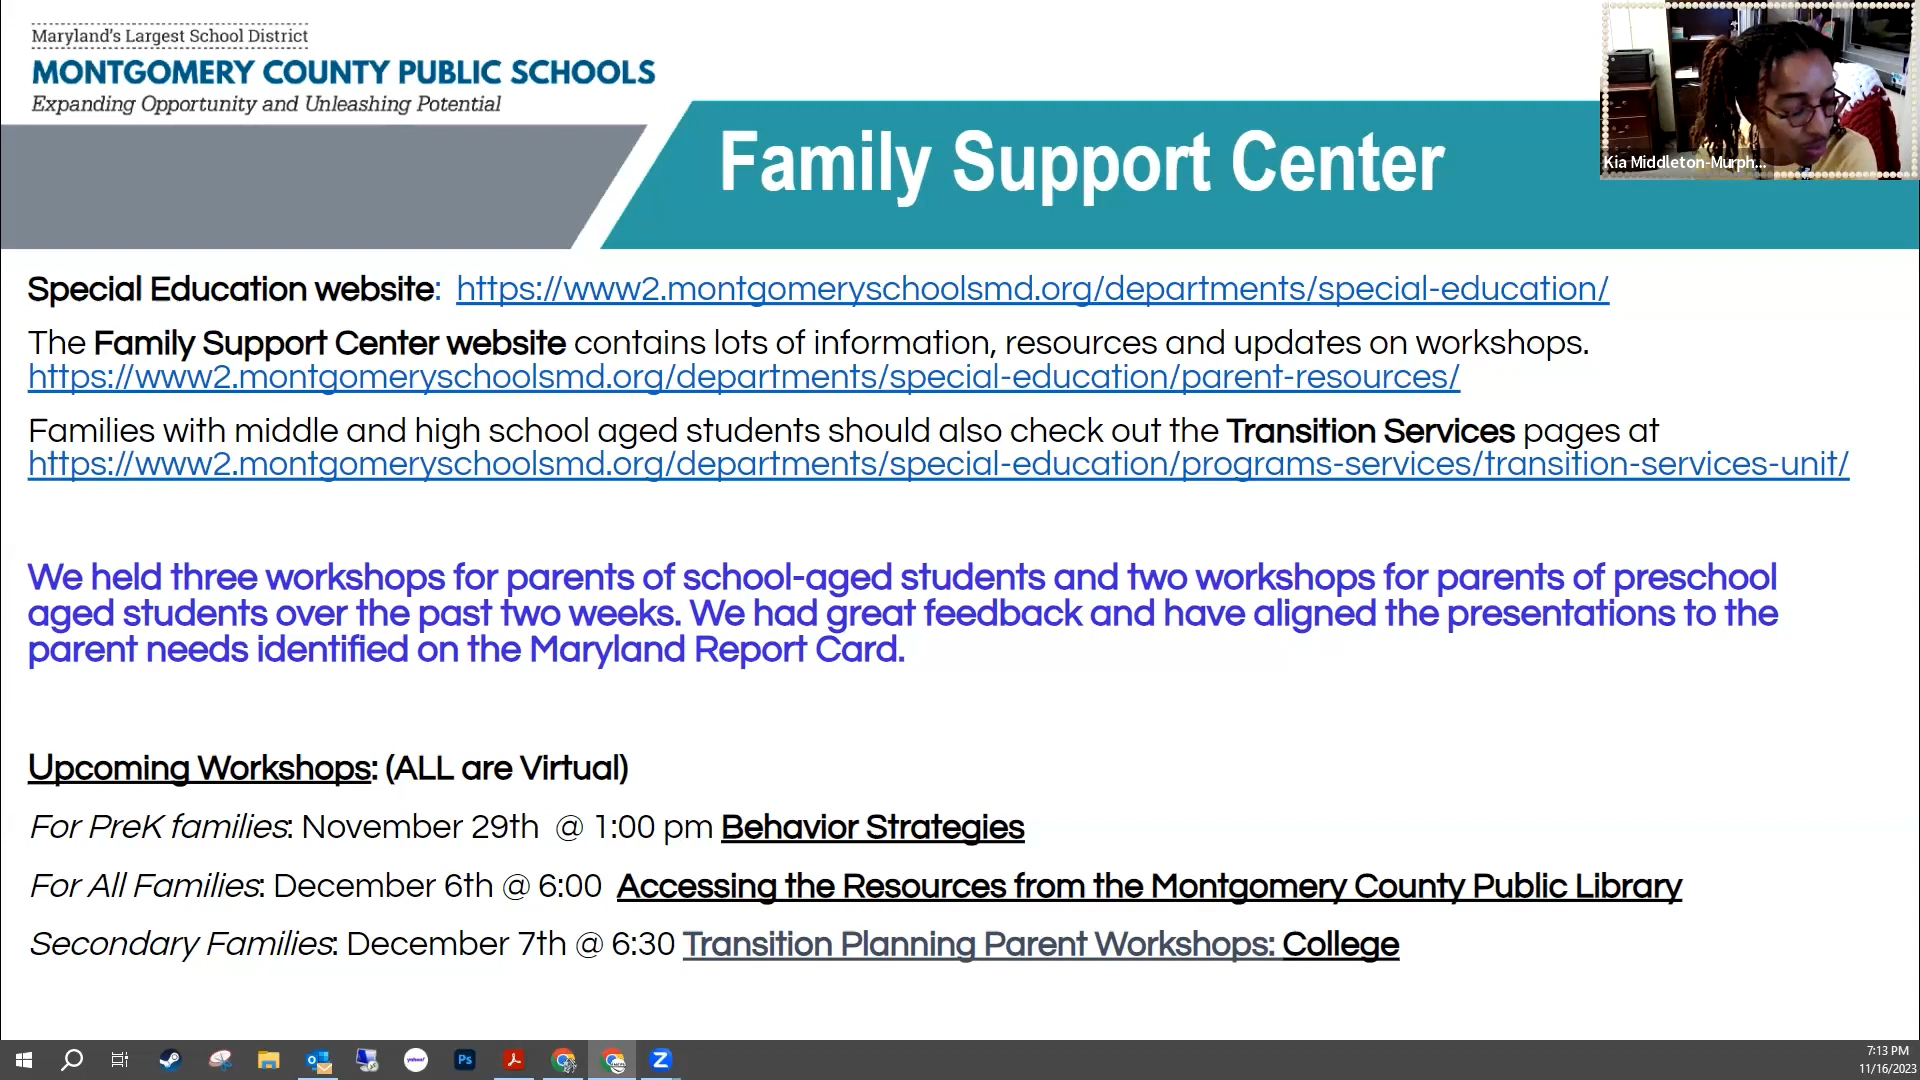 Maryland's Largest School District
MONTGOMERY COUNTY PUBLIC SCHOOLS
Expanding Opportunity and Unleashing Potential
Family Support Center
Kia Middleton-Murph...
Special Education website: https://www2.montgomeryschoolsmd.org/departments/special-education/
The Family Support Center website contains lots of information, resources and updates on workshops.
https://www2.montgomeryschoolsmd.org/departments/special-education/parent-resources/
Families with middle and high school aged students should also check out the Transition Services pages at
https://www2.montgomeryschoolsmd.org/departments/special-education/programs-services/transition-services-unit/
We held three workshops for parents of school-aged students and two workshops for parents of preschool
aged students over the past two weeks. We had great feedback and have aligned the presentations to the
parent needs identified on the Maryland Report Card.
Upcoming Workshops: (ALL are Virtual)
For PreK families: November 29th @ 1:00 pm Behavior Strategies
For All Families: December 6th @ 6:00 Accessing the Resources from the Montgomery County Public Library
Secondary Families: December 7th @ 6:30 Transition Planning Parent Workshops: College
yahoo!
Ps
7:13 PM
11/16/2023